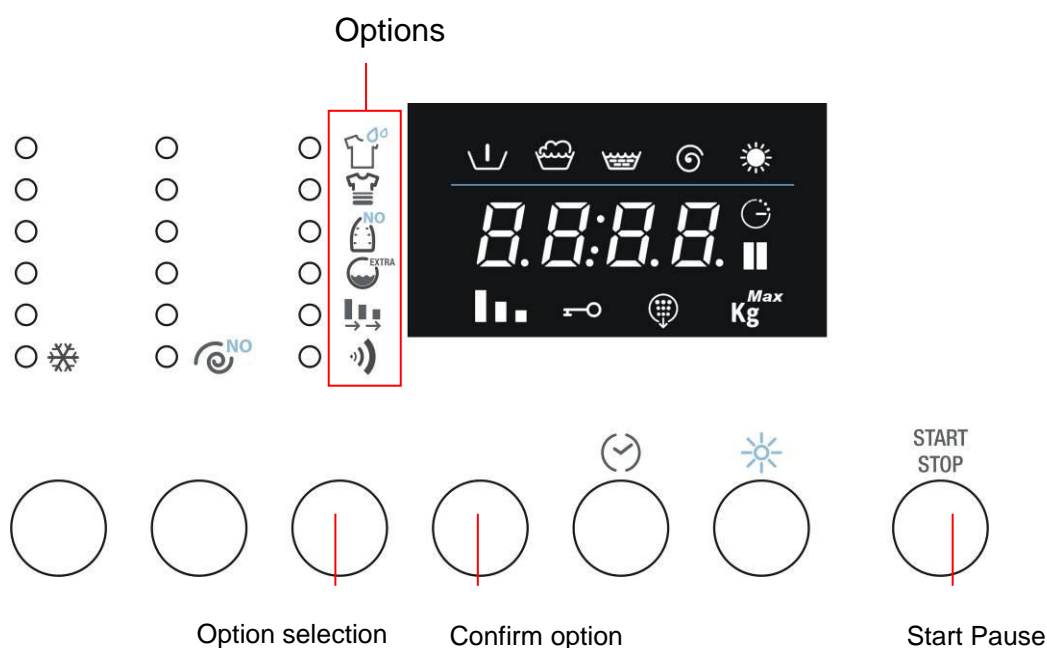 Options
NO
EXTRA
NO
8.8:8.8.
Kg Max
START
STOP
Option selection
Confirm option
Start Pause